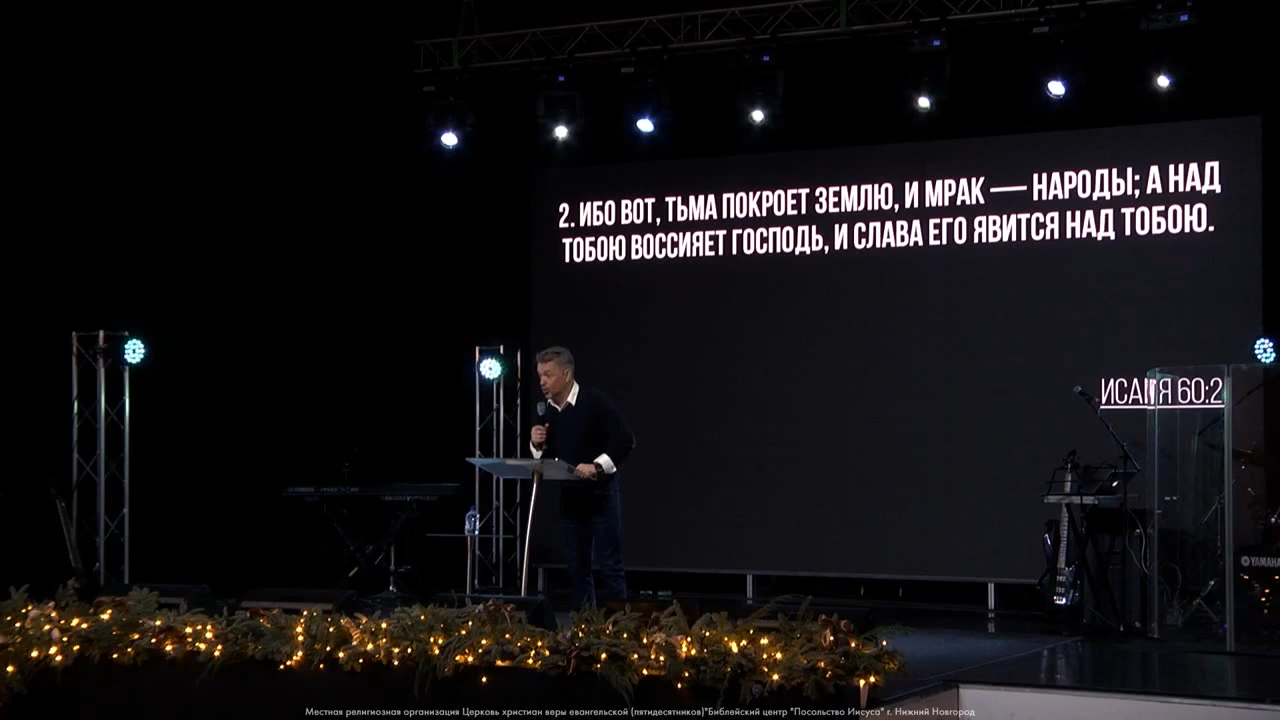 2. ИБО ВОТ, ТЬМА ПОКРОЕТ ЗЕМЛЮ, И МРАК — НАРОДЫ; А НАД
ТОБОЮ ВОССИЯЕТ ГОСПОДЬ, И СЛАВА ЕГО ЯВИТСЯ НАД ТОБОЮ.
ИСАИЯ 60:2
YAMAHA
Местная религиозная организация Церковь христиан веры евангельской (пятидесятников)"Библейский центр "Посольство Иисуса" г. Нижний Новгород